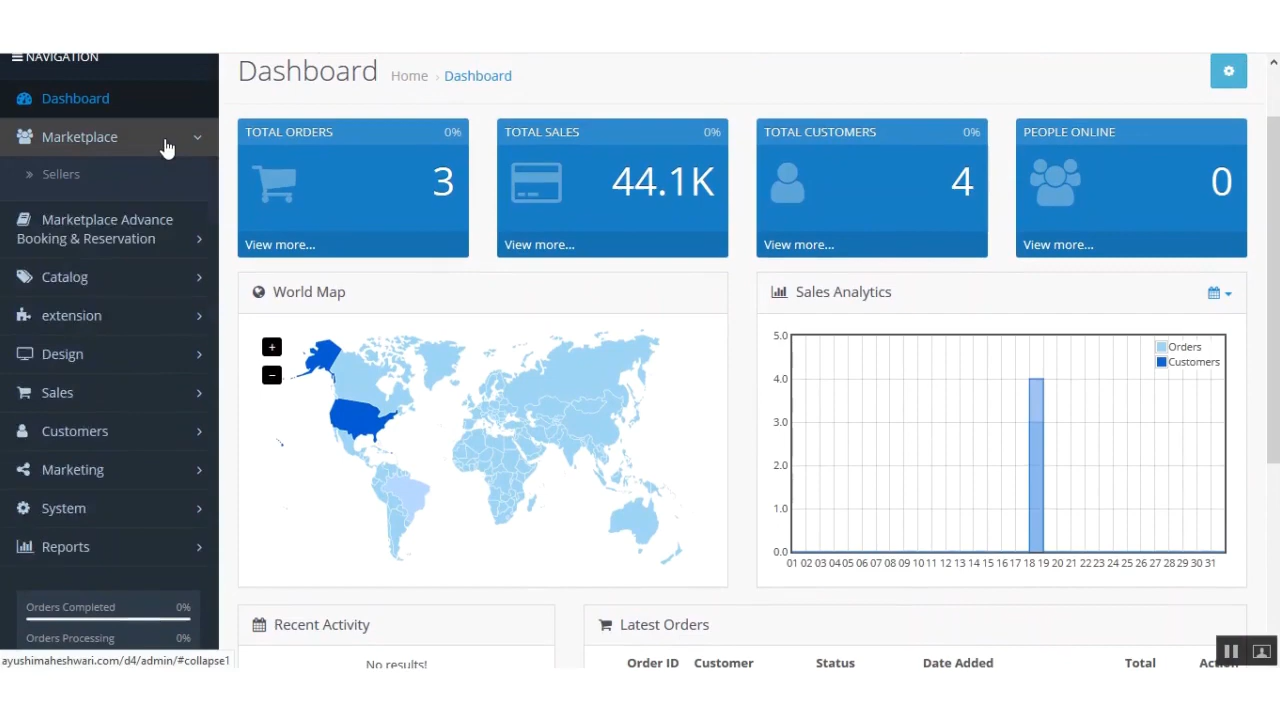 NAVIGATION
Dashboard
Marketplace
Sellers
Marketplace Advance
Booking & Reservation
Catalog
extension
Design
Sales
Customers
Marketing
System
Reports
Orders Completed 0%
Orders Processing 0%
ayushimaheshwari.com/d4/admin/#collapse1
Dashboard Home › Dashboard
TOTAL ORDERS 0%
3
View more...
TOTAL SALES 0%
44.1K
View more...
TOTAL CUSTOMERS 0%
4
View more...
PEOPLE ONLINE
0
View more...
World Map
+
−
Sales Analytics
Orders
Customers
5.0
4.0
3.0
2.0
1.0
0.0
01 02 03 04 05 06 07 08 09 10 11 12 13 14 15 16 17 18 19 20 21 22 23 24 25 26 27 28 29 30 31
Recent Activity
No results!
Latest Orders
Order ID Customer Status Date Added Total Action